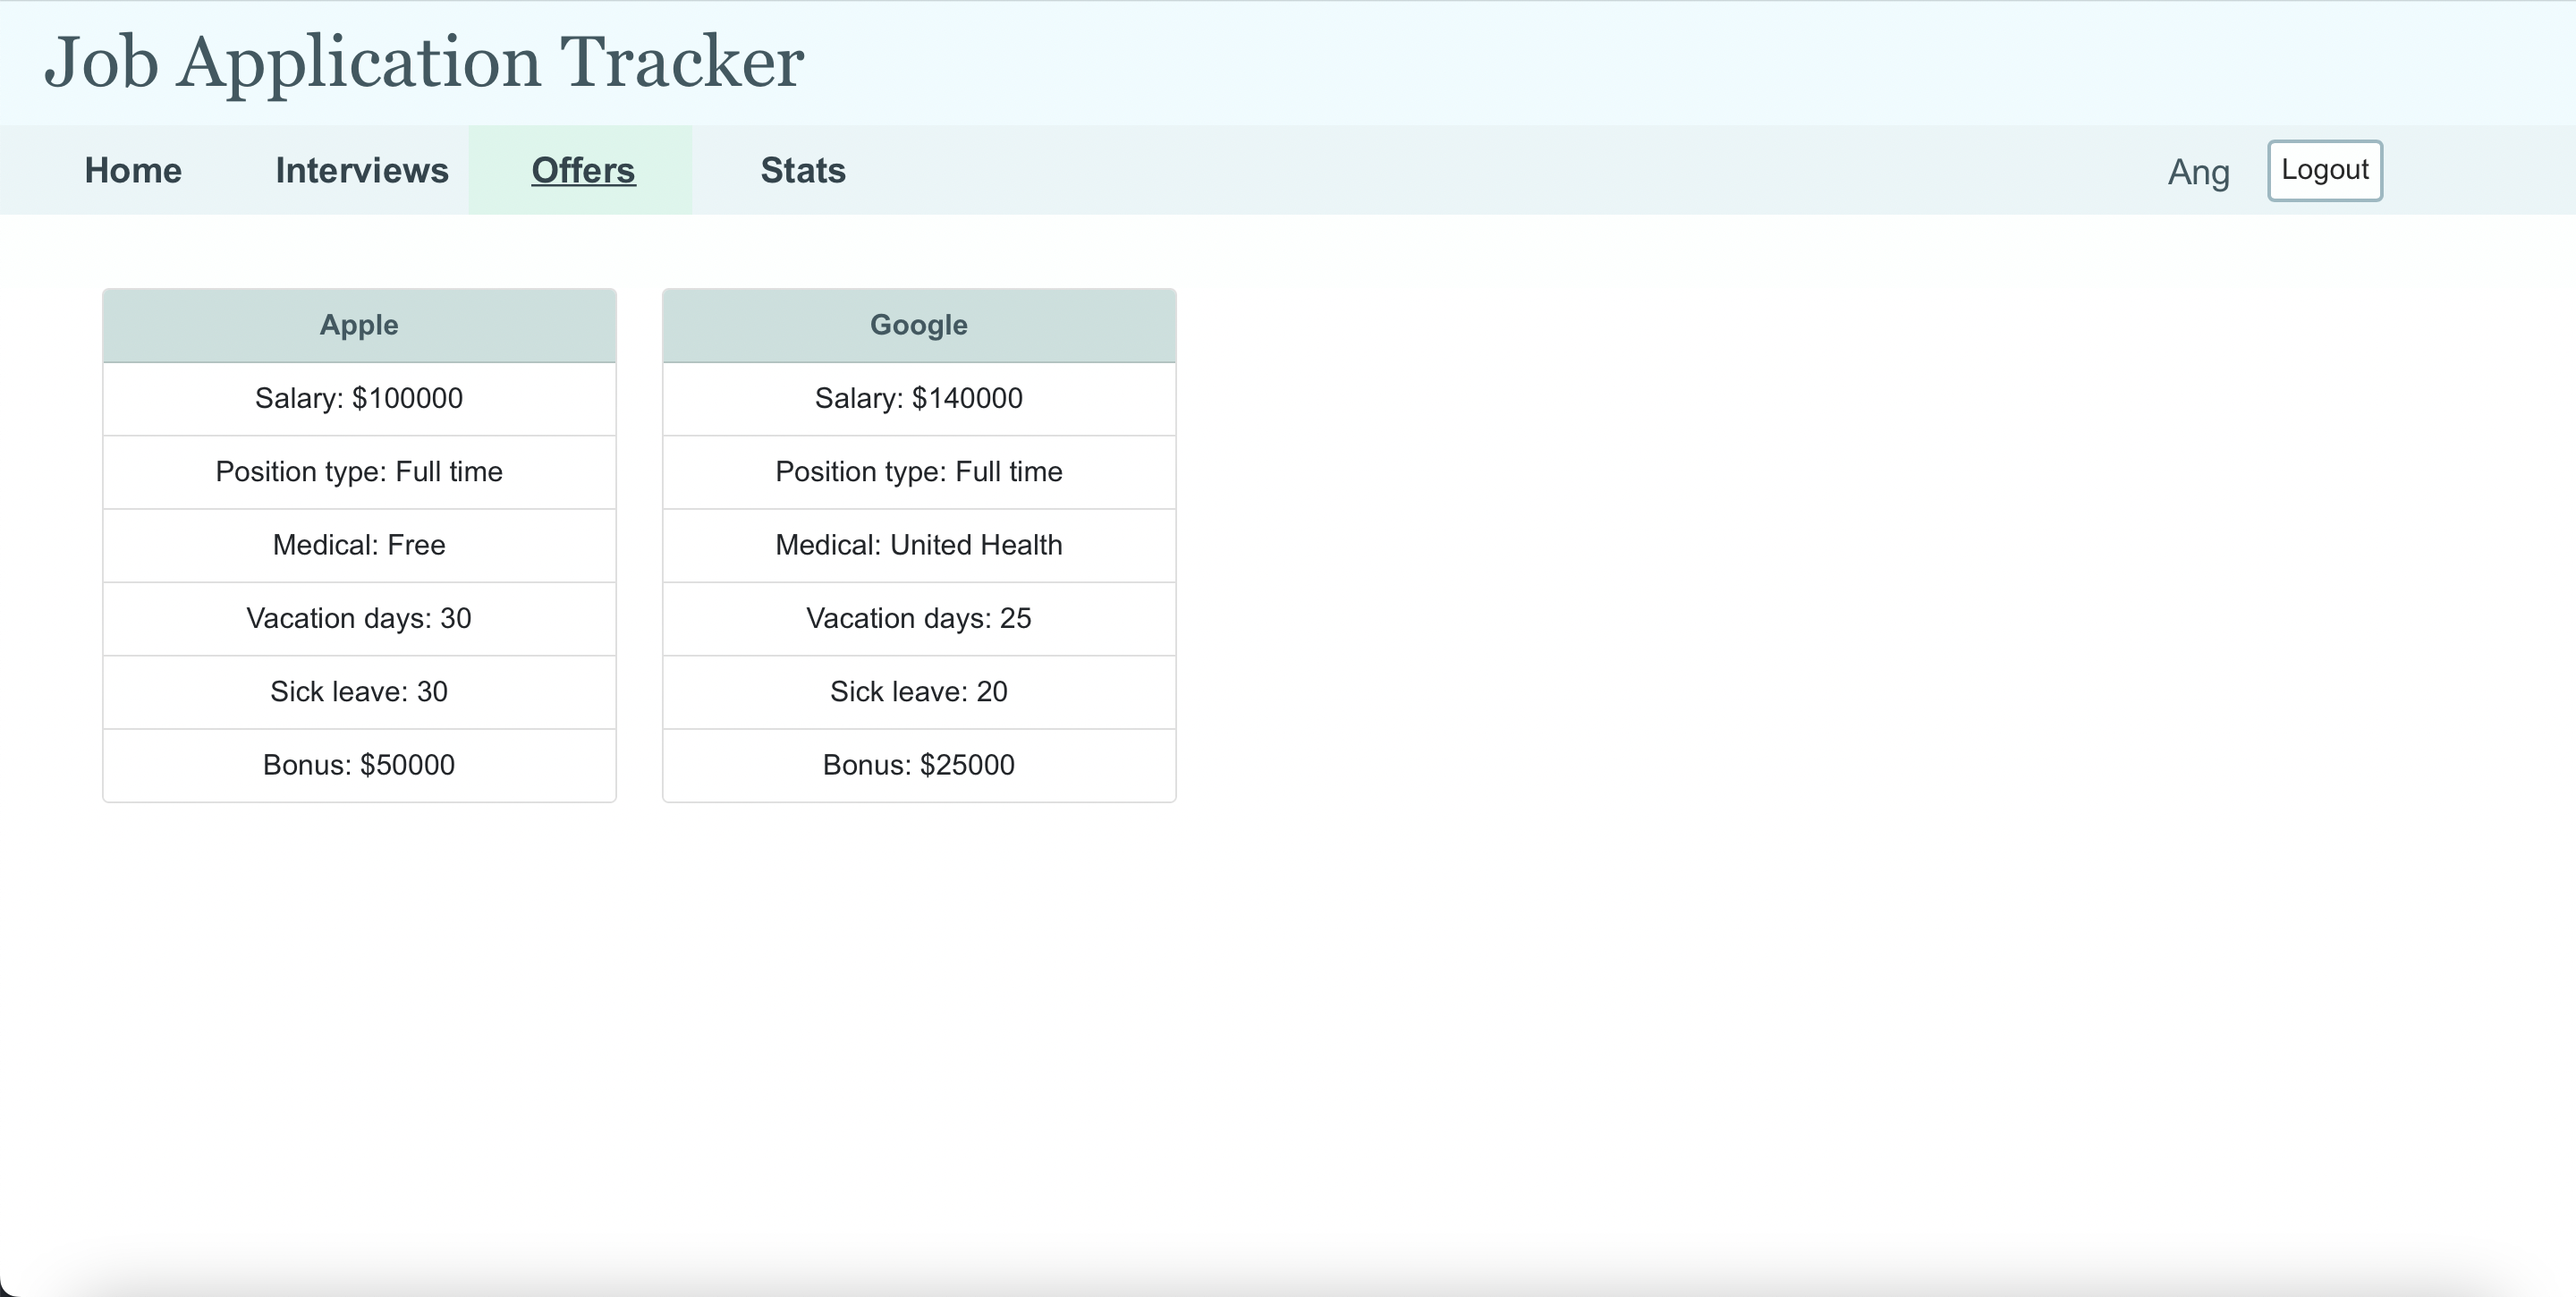 Job Application Tracker
Home Interviews Offers Stats Ang Logout
Apple
Salary: $100000
Position type: Full time
Medical: Free
Vacation days: 30
Sick leave: 30
Bonus: $50000
Google
Salary: $140000
Position type: Full time
Medical: United Health
Vacation days: 25
Sick leave: 20
Bonus: $25000